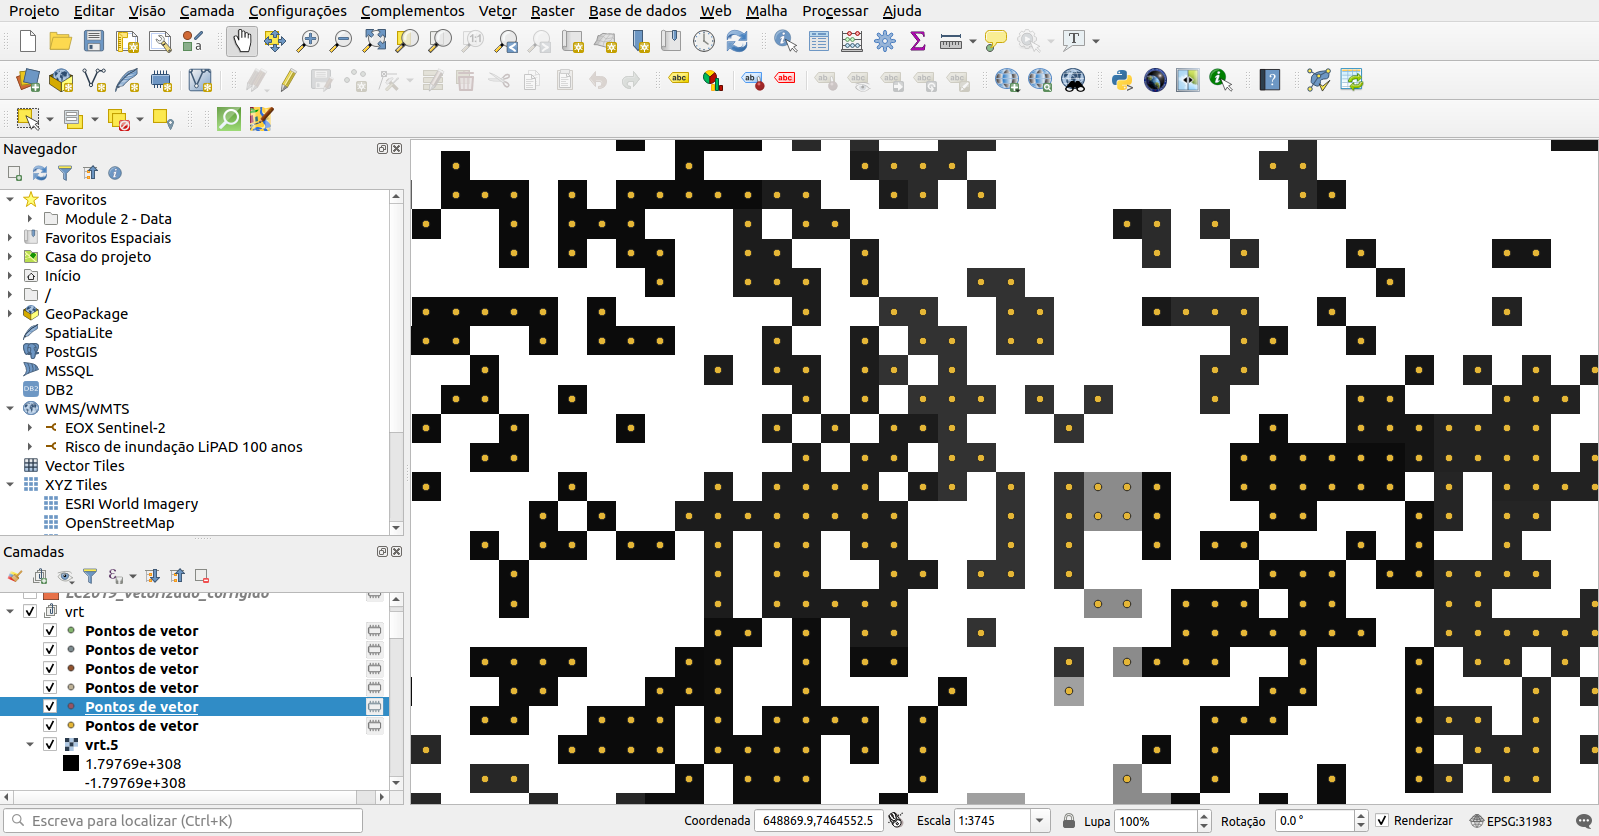 Projeto Editar Visão Camada Configurações Complementos Vetor Raster Base de dados Web Malha Processar Ajuda
Navegador
Favoritos
Module 2 - Data
Favoritos Espaciais
Casa do projeto
Início
/
GeoPackage
SpatiaLite
PostGIS
MSSQL
DB2
WMS/WMTS
EOX Sentinel-2
Risco de inundação LiPAD 100 anos
Vector Tiles
XYZ Tiles
ESRI World Imagery
OpenStreetMap
Camadas
LC2019_vetorizado_corrigido
vrt
Pontos de vetor
Pontos de vetor
Pontos de vetor
Pontos de vetor
Pontos de vetor
Pontos de vetor
vrt.5
1.79769e+308
-1.79769e+308
Escreva para localizar (Ctrl+K) Coordenada 648869.9,7464552.5 Escala 1:3745 Lupa 100% Rotação 0.0 ° Renderizar EPSG:31983